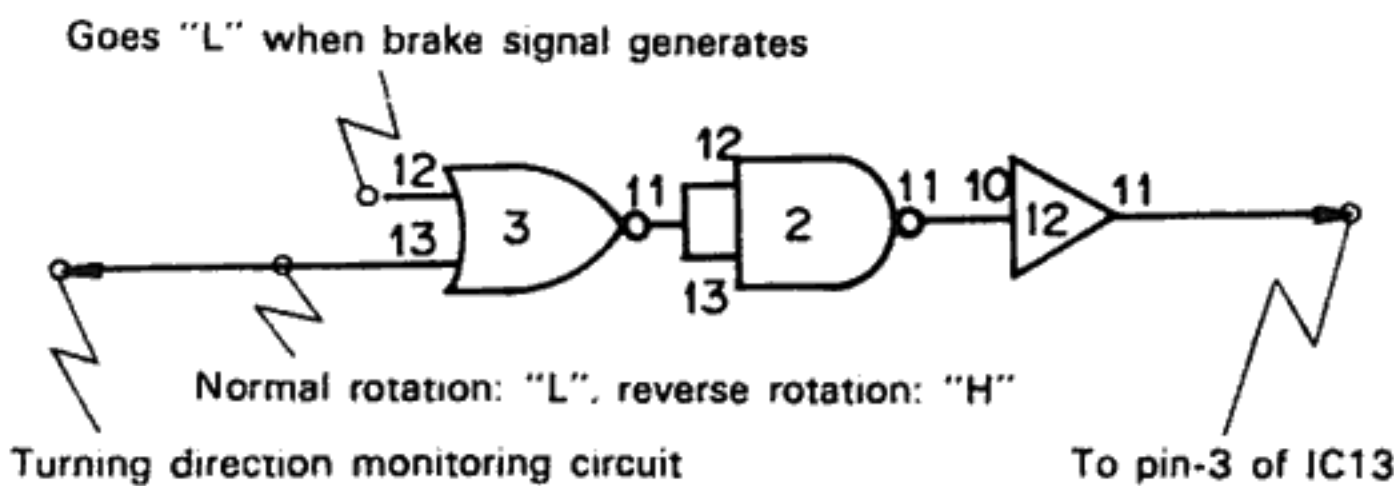 Goes "L" when brake signal generates
12
13
3
11
12
13
2
11
10
12
11
Normal rotation: "L", reverse rotation: "H"
Turning direction monitoring circuit
To pin-3 of IC13